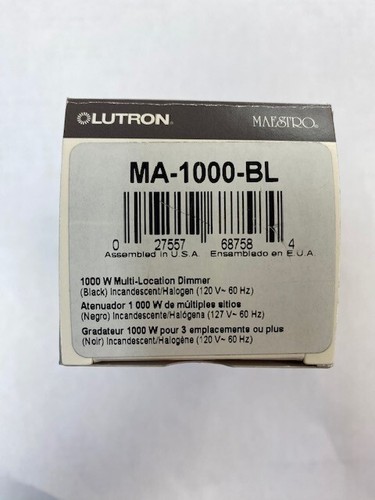 LUTRON® MAESTRO®
MA-1000-BL
0 27557 68758 4
Assembled in U.S.A. Ensamblado en E.U.A.
1000 W Multi-Location Dimmer
(Black) Incandescent/Halogen (120 V~ 60 Hz)
Atenuador 1 000 W de múltiples sitios
(Negro) Incandescente/Halógena (127 V~ 60 Hz)
Gradateur 1000 W pour 3 emplacements ou plus
(Noir) Incandescent/Halogène (120 V~ 60 Hz)